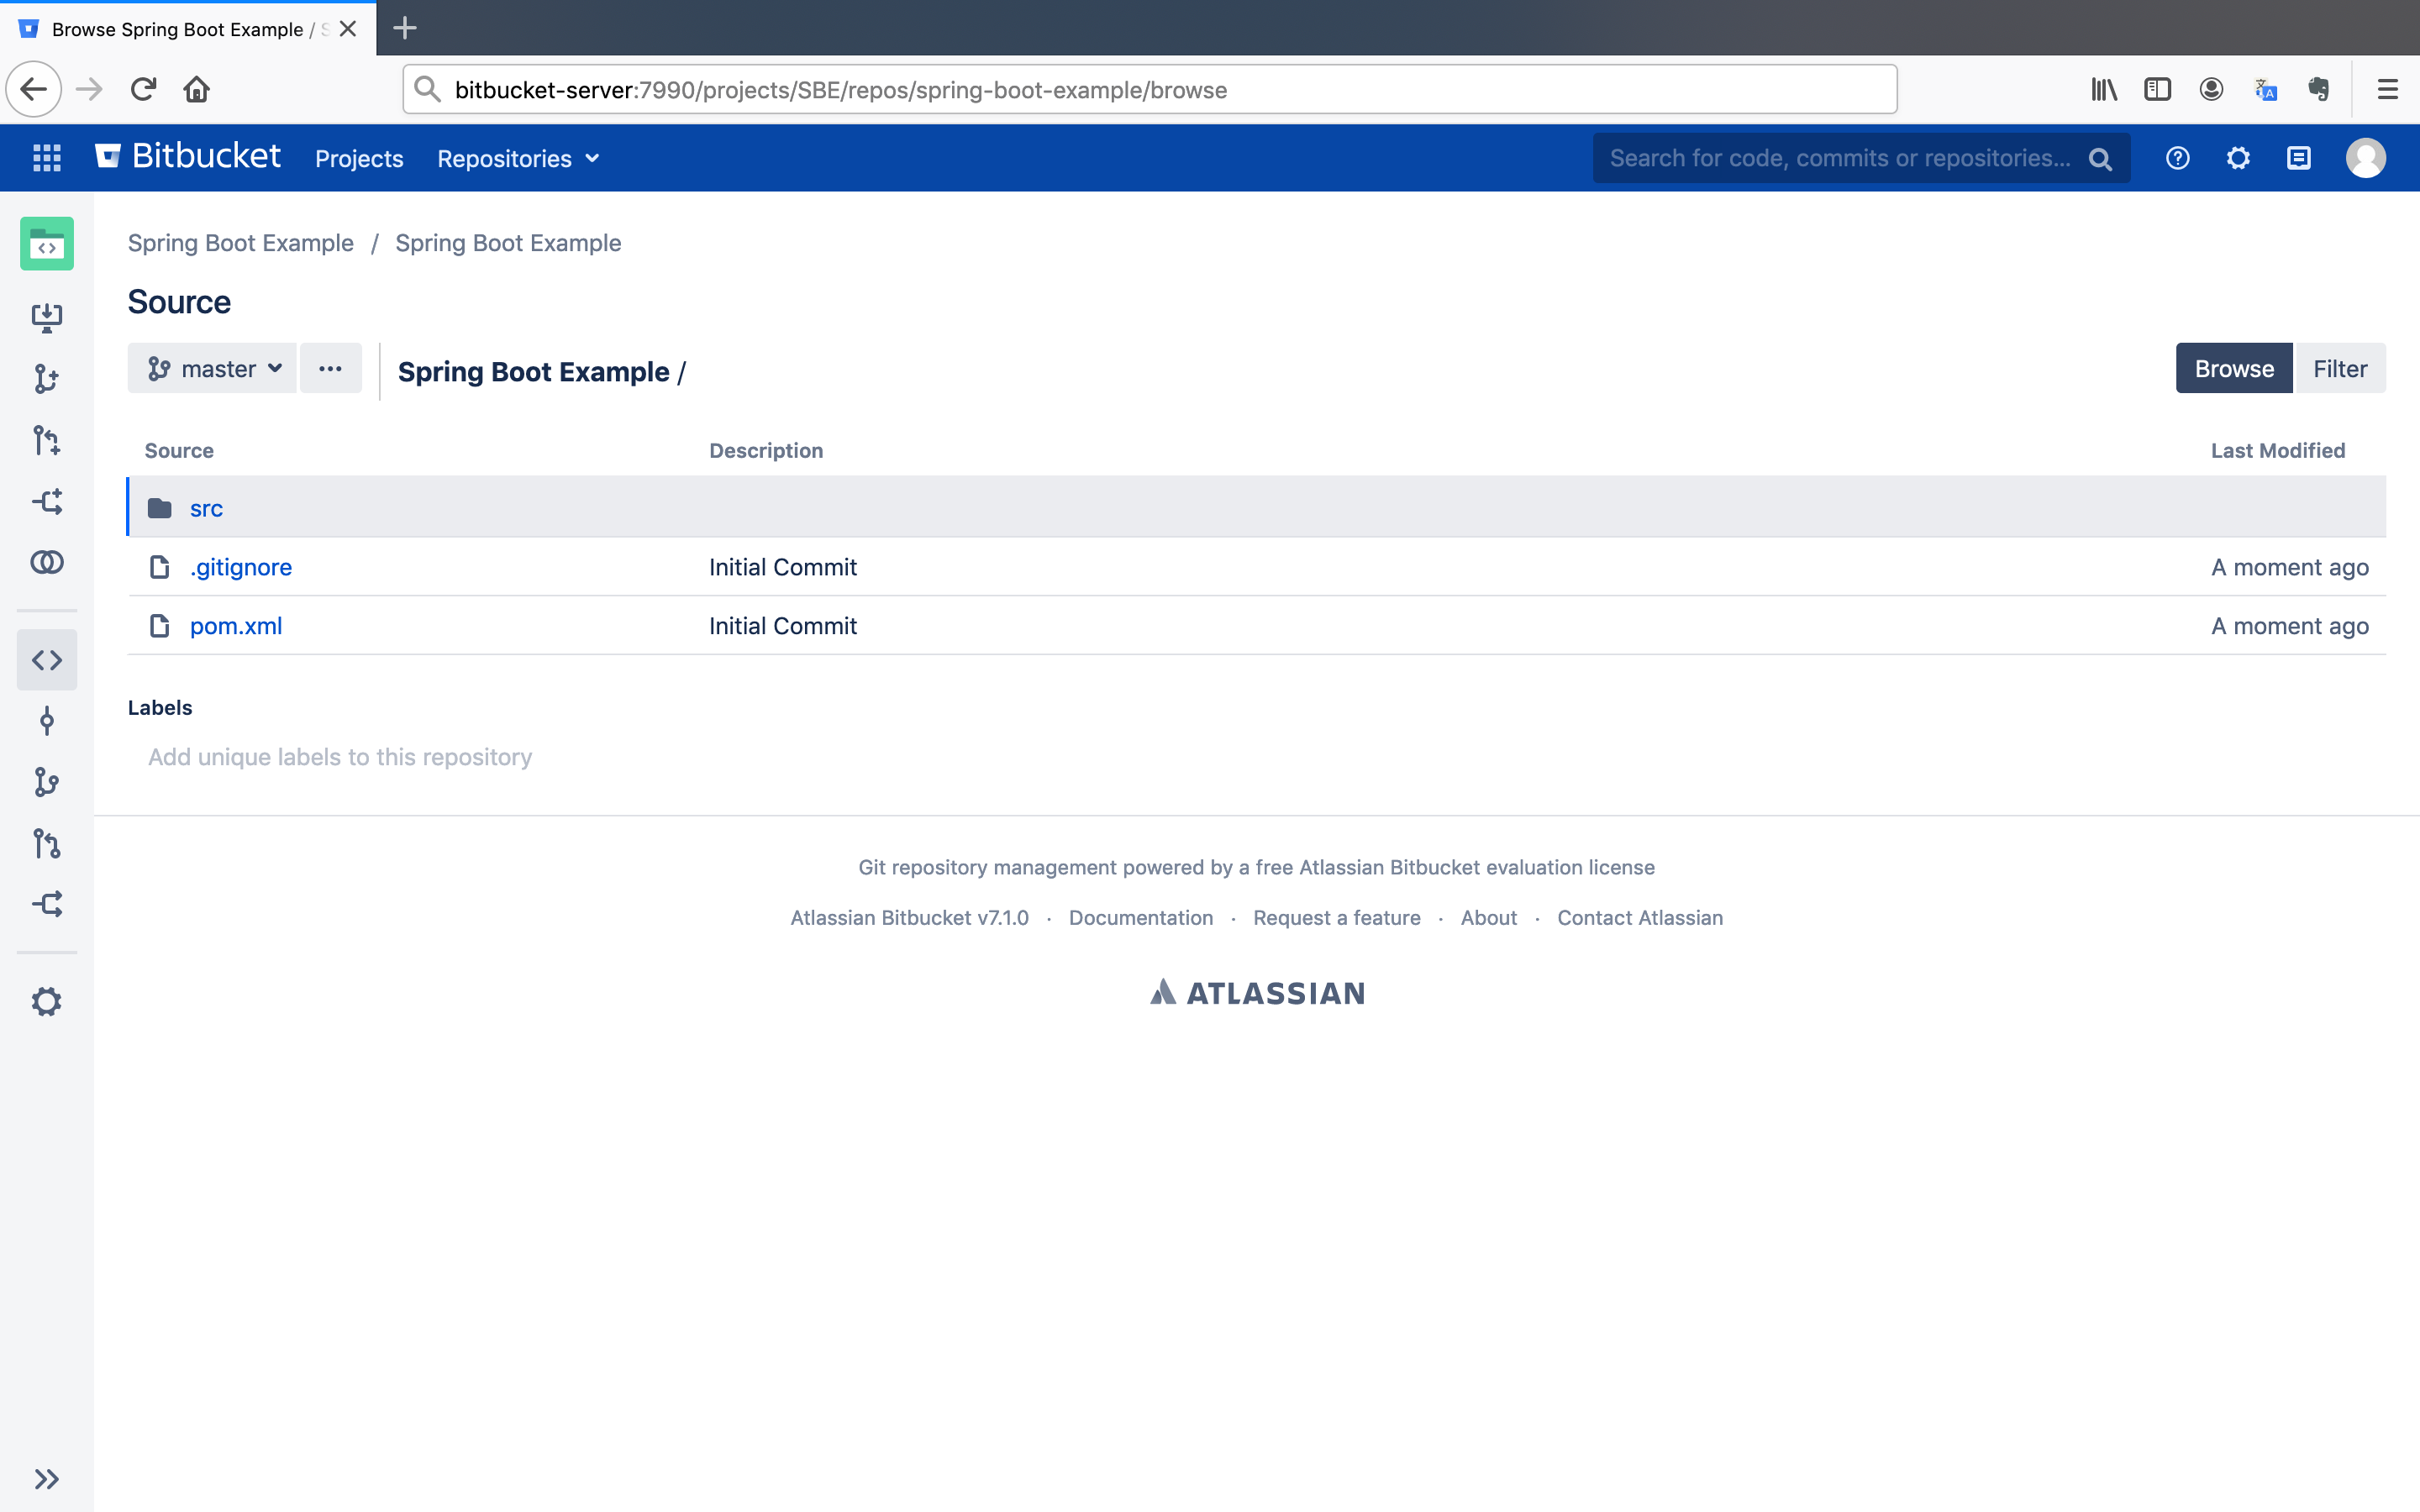 Browse Spring Boot Example / S
bitbucket-server:7990/projects/SBE/repos/spring-boot-example/browse
Bitbucket Projects Repositories Search for code, commits or repositories...
Spring Boot Example / Spring Boot Example
Source
master ... Spring Boot Example / Browse Filter
Source Description Last Modified
src
.gitignore Initial Commit A moment ago
pom.xml Initial Commit A moment ago
Labels
Add unique labels to this repository
Git repository management powered by a free Atlassian Bitbucket evaluation license
Atlassian Bitbucket v7.1.0 · Documentation · Request a feature · About · Contact Atlassian
ATLASSIAN